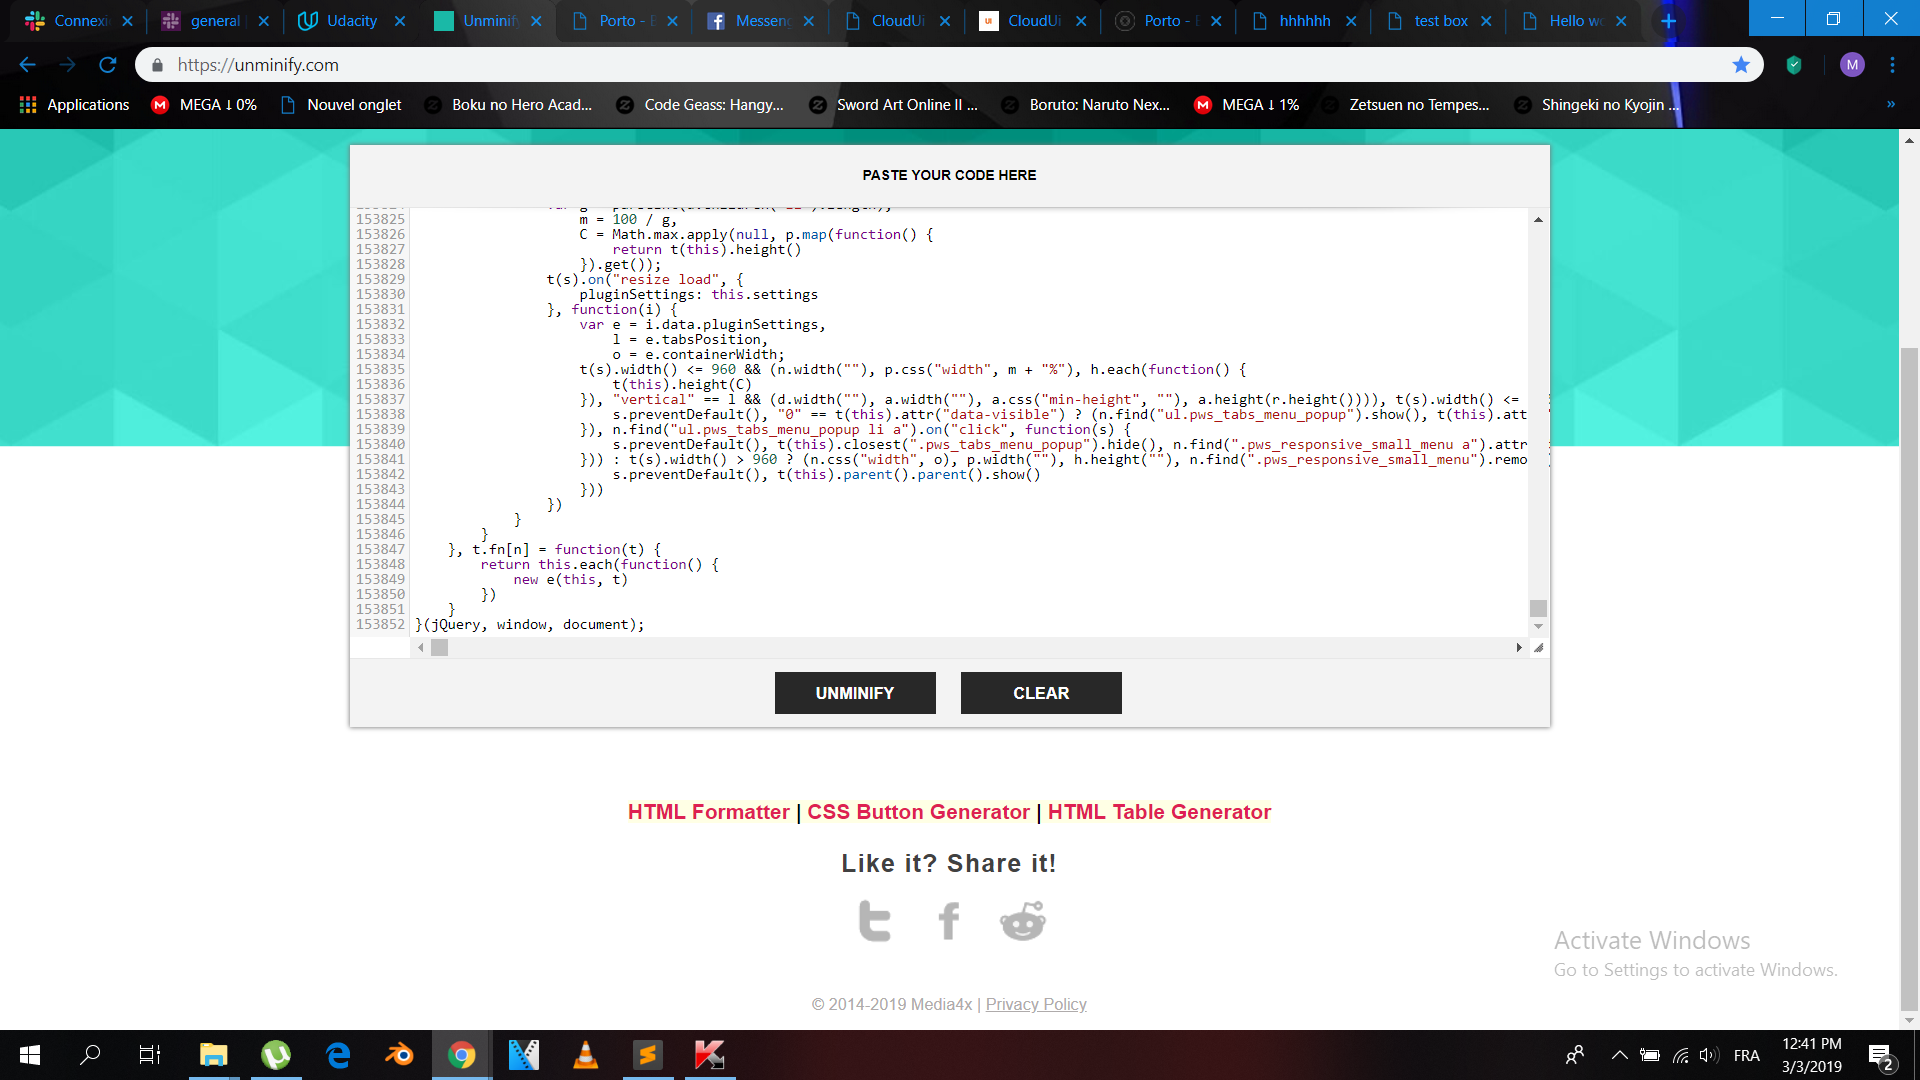 Connexi
general
Udacity
Unminify
Porto - E
Messeng
CloudUi
CloudUi
Porto - E
hhhhhh
test box
Hello wo
https://unminify.com
M
Applications
MEGA ⭣ 0%
Nouvel onglet
Boku no Hero Acad...
Code Geass: Hangy...
Sword Art Online II ...
Boruto: Naruto Nex...
MEGA ⭣ 1%
Zetsuen no Tempes...
Shingeki no Kyojin ...
»
PASTE YOUR CODE HERE
153825 m = 100 / g,
153826 C = Math.max.apply(null, p.map(function() {
153827 return t(this).height()
153828 }).get());
153829 t(s).on("resize load", {
153830 pluginSettings: this.settings
153831 }, function(i) {
153832 var e = i.data.pluginSettings,
153833 l = e.tabsPosition,
153834 o = e.containerWidth;
153835 t(s).width() <= 960 && (n.width(""), p.css("width", m + "%"), h.each(function() {
153836 t(this).height(C)
153837 }), "vertical" == l && (d.width(""), a.width(""), a.css("min-height", ""), a.height(r.height()))), t(s).width() <=
153838 s.preventDefault(), "0" == t(this).attr("data-visible") ? (n.find("ul.pws_tabs_menu_popup").show(), t(this).att
153839 }), n.find("ul.pws_tabs_menu_popup li a").on("click", function(s) {
153840 s.preventDefault(), t(this).closest(".pws_tabs_menu_popup").hide(), n.find(".pws_responsive_small_menu a").attr
153841 })) : t(s).width() > 960 ? (n.css("width", o), p.width(""), h.height(""), n.find(".pws_responsive_small_menu").remo
153842 s.preventDefault(), t(this).parent().parent().show()
153843 }))
153844 })
153845 }
153846 }
153847 }, t.fn[n] = function(t) {
153848 return this.each(function() {
153849 new e(this, t)
153850 })
153851 }
153852 }(jQuery, window, document);
UNMINIFY
CLEAR
HTML Formatter | CSS Button Generator | HTML Table Generator
Like it? Share it!
Activate Windows
Go to Settings to activate Windows.
© 2014-2019 Media4x | Privacy Policy
FRA
12:41 PM
3/3/2019
2